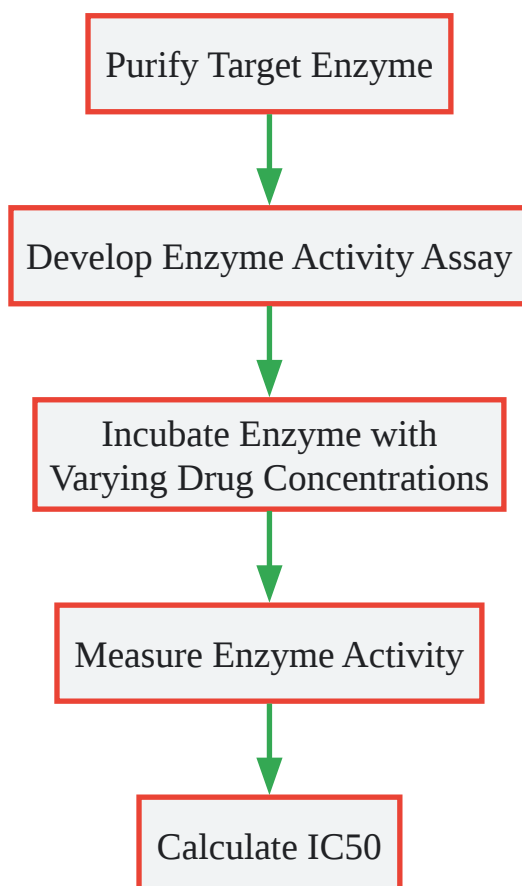 Purify Target Enzyme
Develop Enzyme Activity Assay
Incubate Enzyme with
Varying Drug Concentrations
Measure Enzyme Activity
Calculate IC50